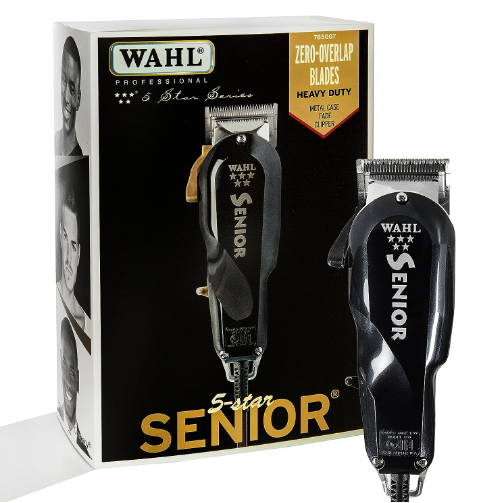 WAHL®
PROFESSIONAL
5 Star Series
785007
ZERO-OVERLAP
BLADES
HEAVY DUTY
METAL CASE
FADE
CLIPPER
WAHL
SENIOR
5-star
SENIOR®
WAHL
SENIOR